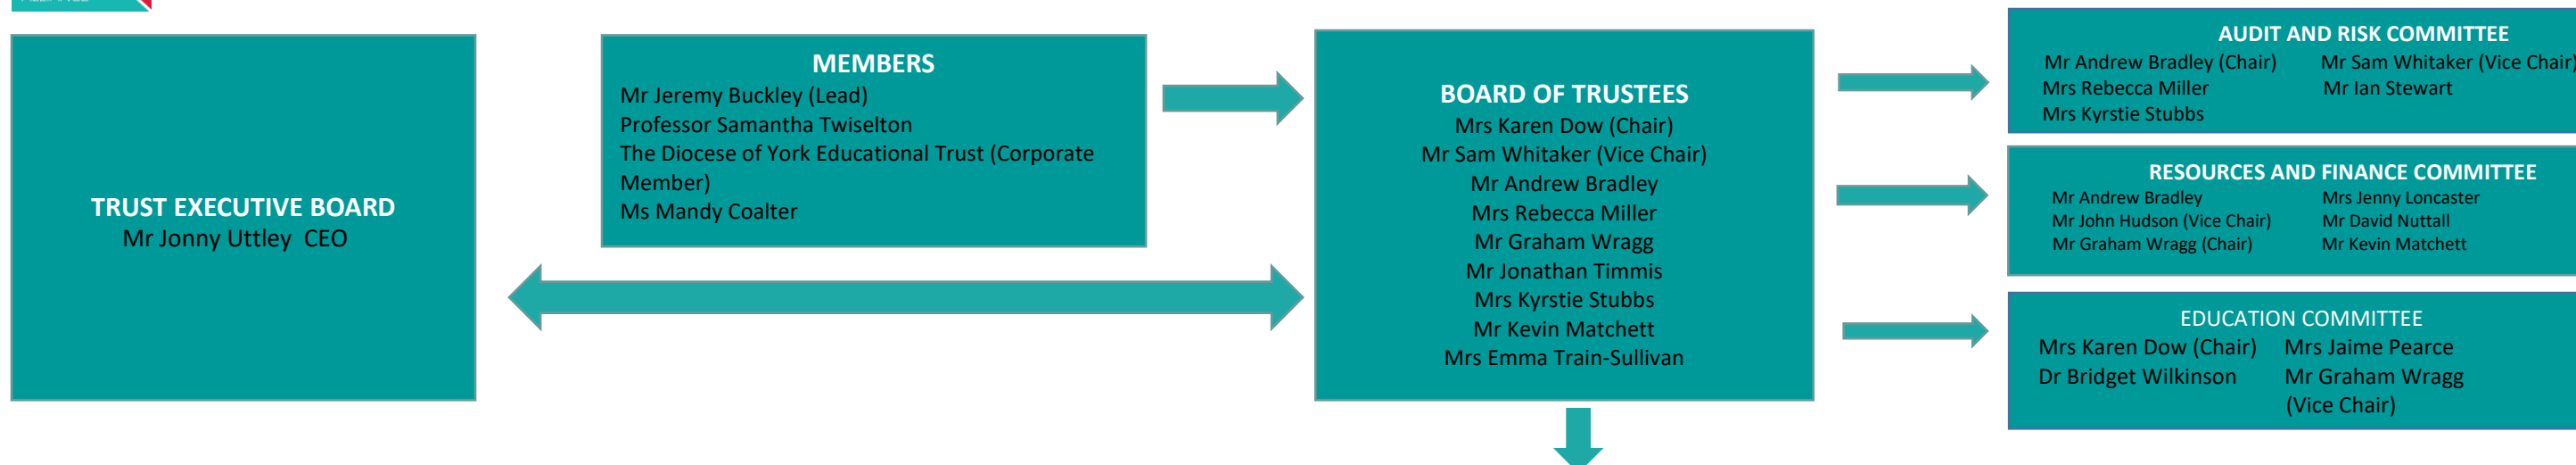 TRUST EXECUTIVE BOARD
Mr Jonny Uttley CEO
MEMBERS
Mr Jeremy Buckley (Lead)
Professor Samantha Twiselton
The Diocese of York Educational Trust (Corporate
Member)
Ms Mandy Coalter
BOARD OF TRUSTEES
Mrs Karen Dow (Chair)
Mr Sam Whitaker (Vice Chair)
Mr Andrew Bradley
Mrs Rebecca Miller
Mr Graham Wragg
Mr Jonathan Timmis
Mrs Kyrstie Stubbs
Mr Kevin Matchett
Mrs Emma Train-Sullivan
AUDIT AND RISK COMMITTEE
Mr Andrew Bradley (Chair) Mr Sam Whitaker (Vice Chair)
Mrs Rebecca Miller Mr Ian Stewart
Mrs Kyrstie Stubbs
RESOURCES AND FINANCE COMMITTEE
Mr Andrew Bradley Mrs Jenny Loncaster
Mr John Hudson (Vice Chair) Mr David Nuttall
Mr Graham Wragg (Chair) Mr Kevin Matchett
EDUCATION COMMITTEE
Mrs Karen Dow (Chair) Mrs Jaime Pearce
Dr Bridget Wilkinson Mr Graham Wragg
(Vice Chair)